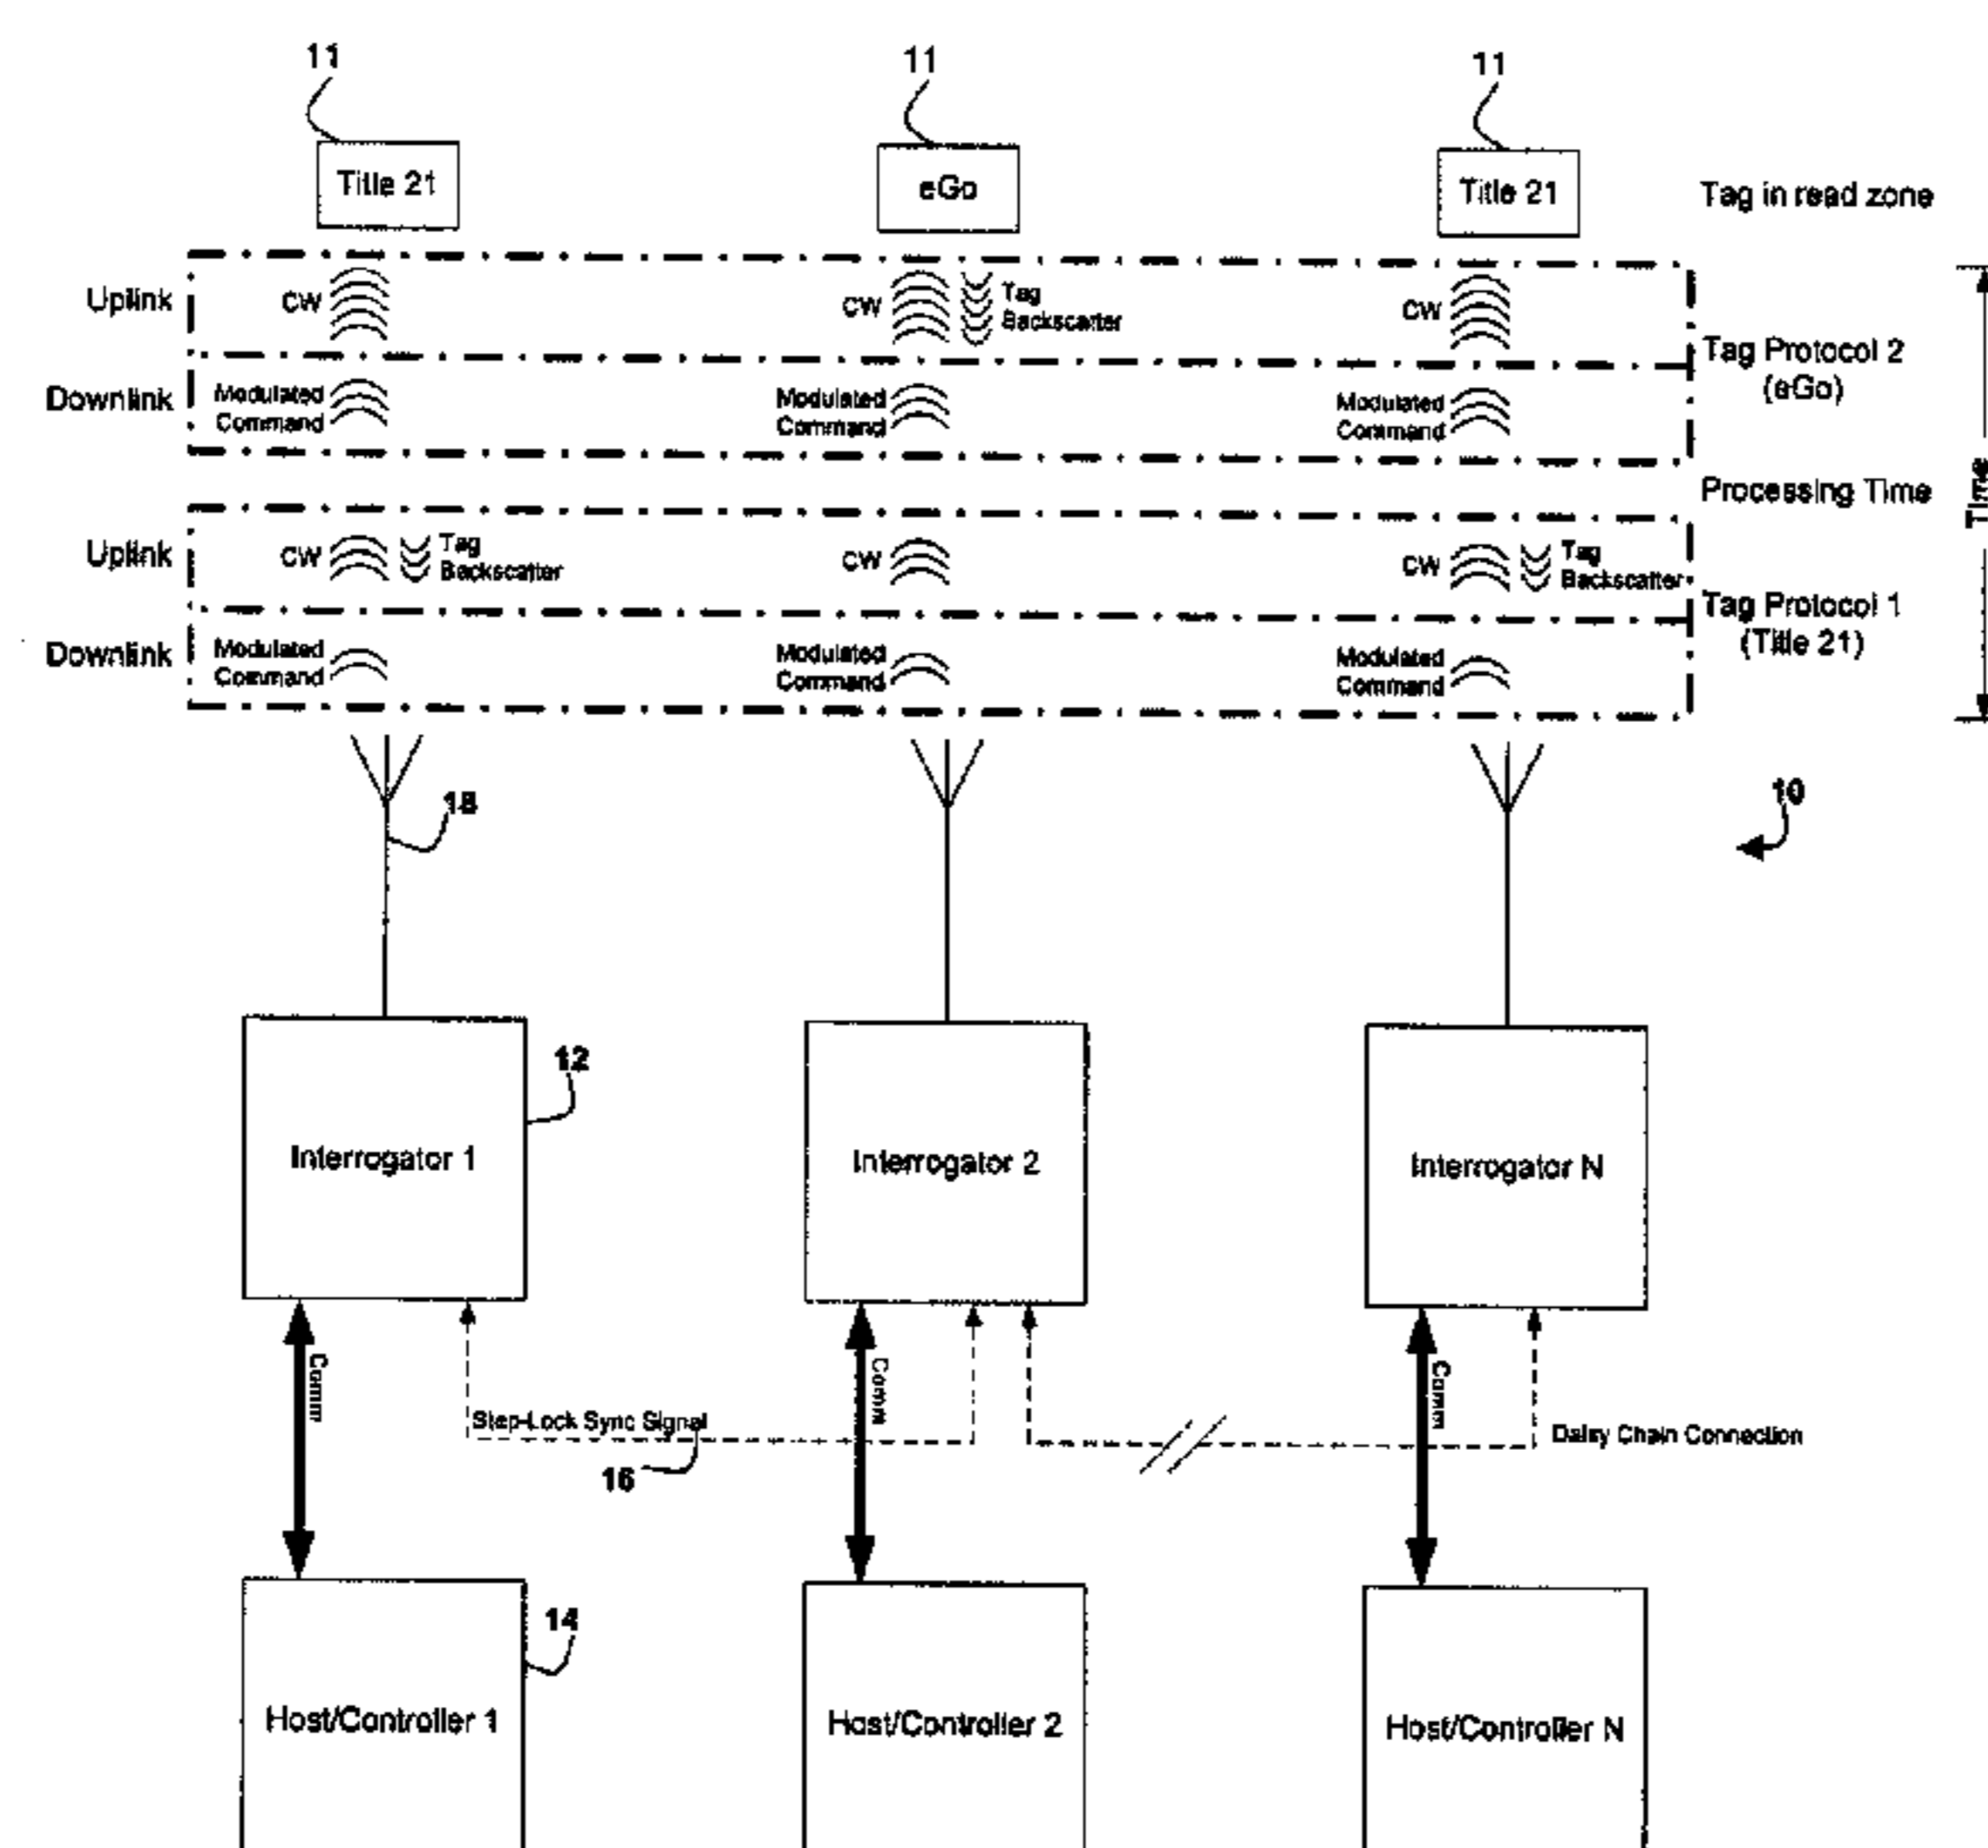 11 11 11
Title 21 eGo Title 21 Tag in read zone
Uplink CW CW Tag Backscatter CW
Tag Protocol 2
(eGo)
Downlink Modulated Command Modulated Command Modulated Command
Processing Time
Time
Uplink CW Tag Backscatter CW CW Tag Backscatter
Tag Protocol 1
(Title 21)
Downlink Modulated Command Modulated Command Modulated Command
18
10
12
Interrogator 1 Interrogator 2 Interrogator N
Comm Comm Comm
Step-Lock Sync Signal Daisy Chain Connection
16
14
Host/Controller 1 Host/Controller 2 Host/Controller N